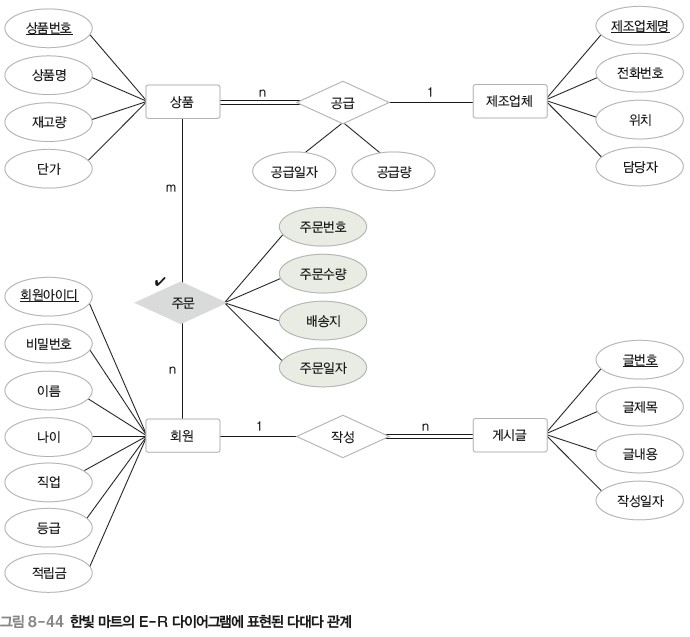 상품번호
상품명
재고량
단가
상품
n
공급
1
제조업체
공급일자
공급량
제조업체명
전화번호
위치
담당자
m
✔
주문
주문번호
주문수량
배송지
주문일자
n
회원아이디
비밀번호
이름
나이
직업
등급
적립금
회원
1
작성
n
게시글
글번호
글제목
글내용
작성일자
그림 8-44 한빛 마트의 E-R 다이어그램에 표현된 다대다 관계